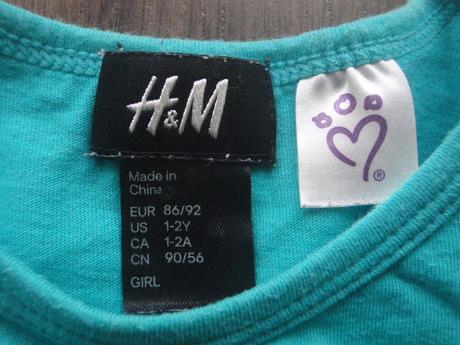 H&M
Made in
China
EUR 86/92
US 1-2Y
CA 1-2A
CN 90/56
GIRL
®